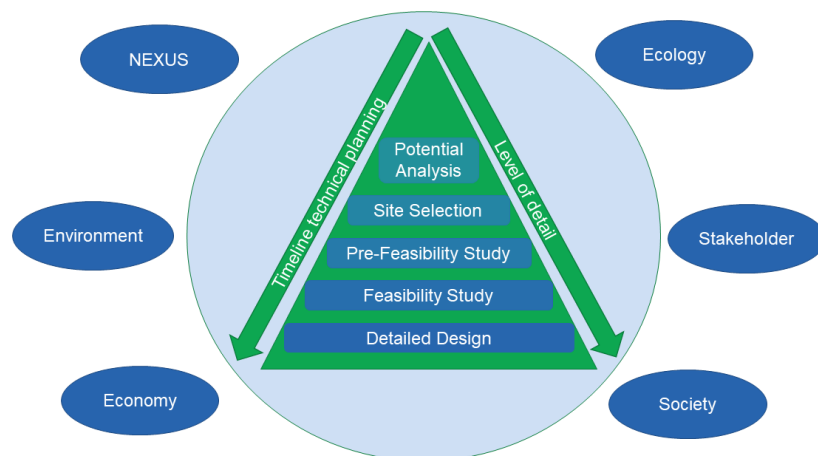 NEXUS
Ecology
Timeline technical planning
Level of detail
Potential
Analysis
Site Selection
Environment
Stakeholder
Pre-Feasibility Study
Feasibility Study
Detailed Design
Economy
Society